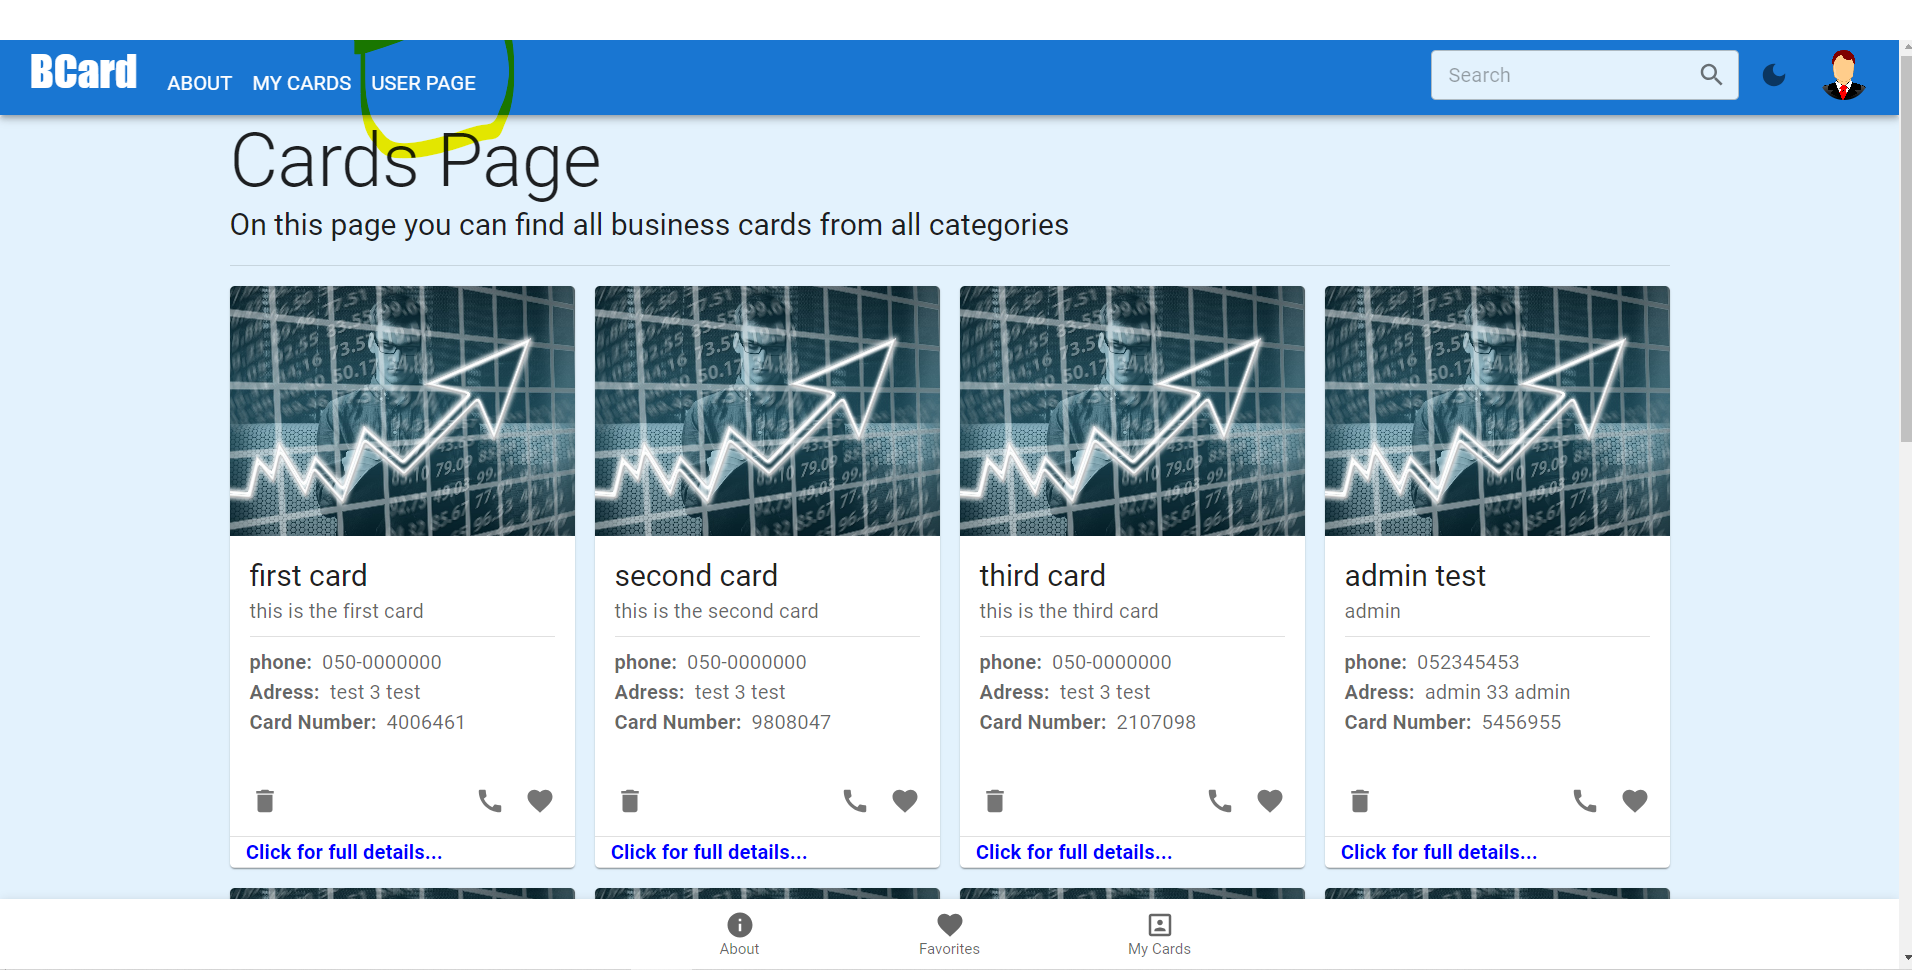 BCard
ABOUT MY CARDS USER PAGE
Search
Cards Page
On this page you can find all business cards from all categories
first card
this is the first card
phone: 050-0000000
Adress: test 3 test
Card Number: 4006461
Click for full details...
second card
this is the second card
phone: 050-0000000
Adress: test 3 test
Card Number: 9808047
Click for full details...
third card
this is the third card
phone: 050-0000000
Adress: test 3 test
Card Number: 2107098
Click for full details...
admin test
admin
phone: 052345453
Adress: admin 33 admin
Card Number: 5456955
Click for full details...
About
Favorites
My Cards